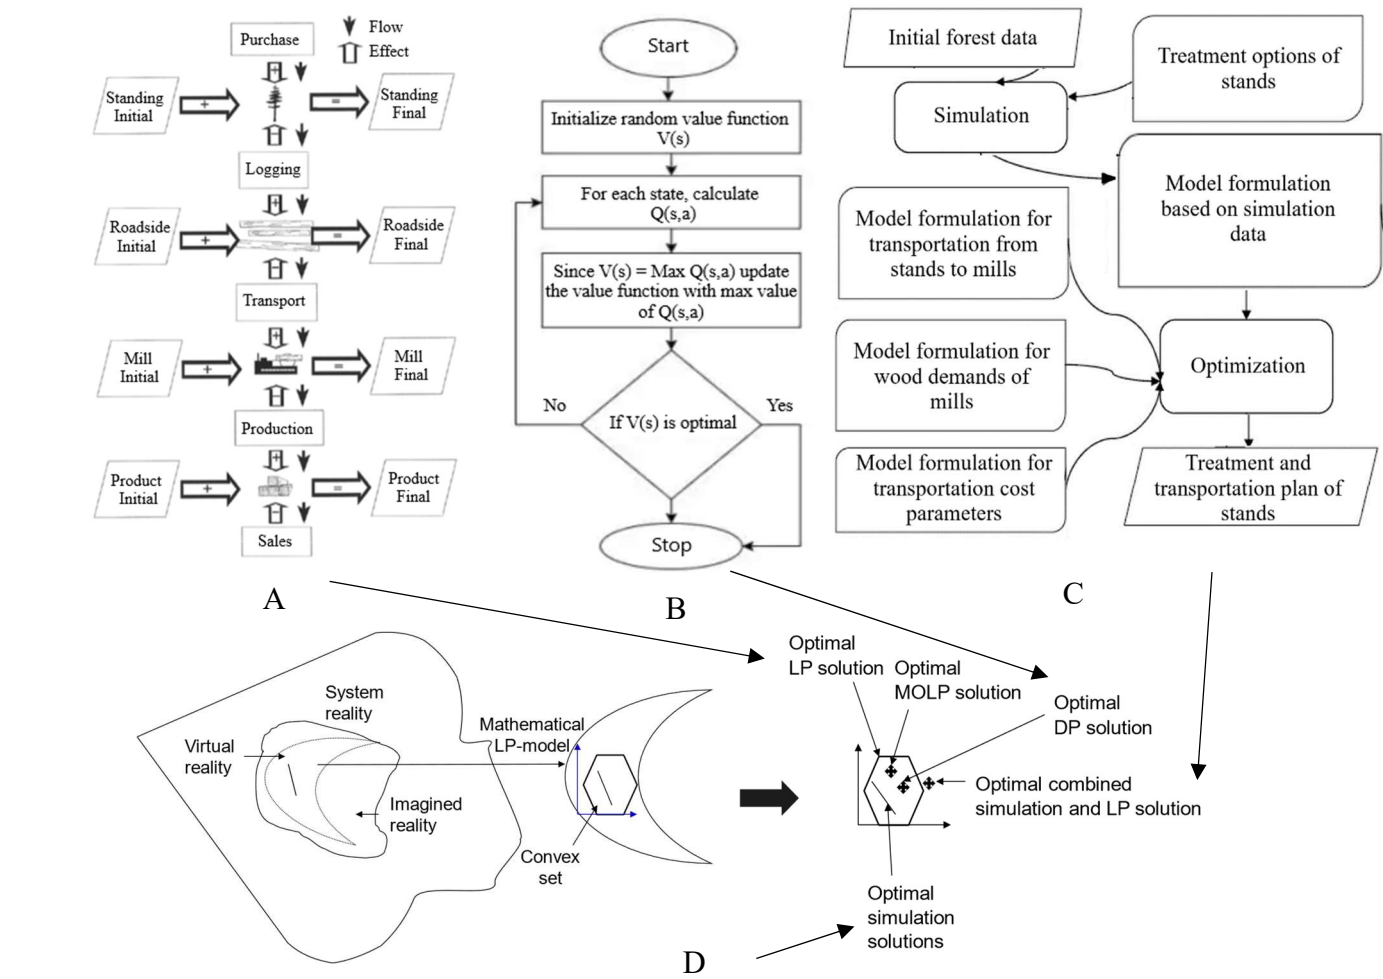 Purchase
Flow
Effect
Standing
Initial
+
+
=
Standing
Final
−
Logging
+
Roadside
Initial
+
=
Roadside
Final
−
Transport
+
Mill
Initial
+
=
Mill
Final
−
Production
+
Product
Initial
+
=
Product
Final
−
Sales
A
Start
Initialize random value function
V(s)
For each state, calculate
Q(s,a)
Since V(s) = Max Q(s,a) update
the value function with max value
of Q(s,a)
No
If V(s) is optimal
Yes
Stop
B
Initial forest data
Treatment options of
stands
Simulation
Model formulation
based on simulation
data
Model formulation for
transportation from
stands to mills
Model formulation for
wood demands of
mills
Optimization
Model formulation for
transportation cost
parameters
Treatment and
transportation plan of
stands
C
System
reality
Virtual
reality
Imagined
reality
Mathematical
LP-model
Convex
set
Optimal
LP solution
Optimal
MOLP solution
Optimal
DP solution
Optimal combined
simulation and LP solution
Optimal
simulation
solutions
D